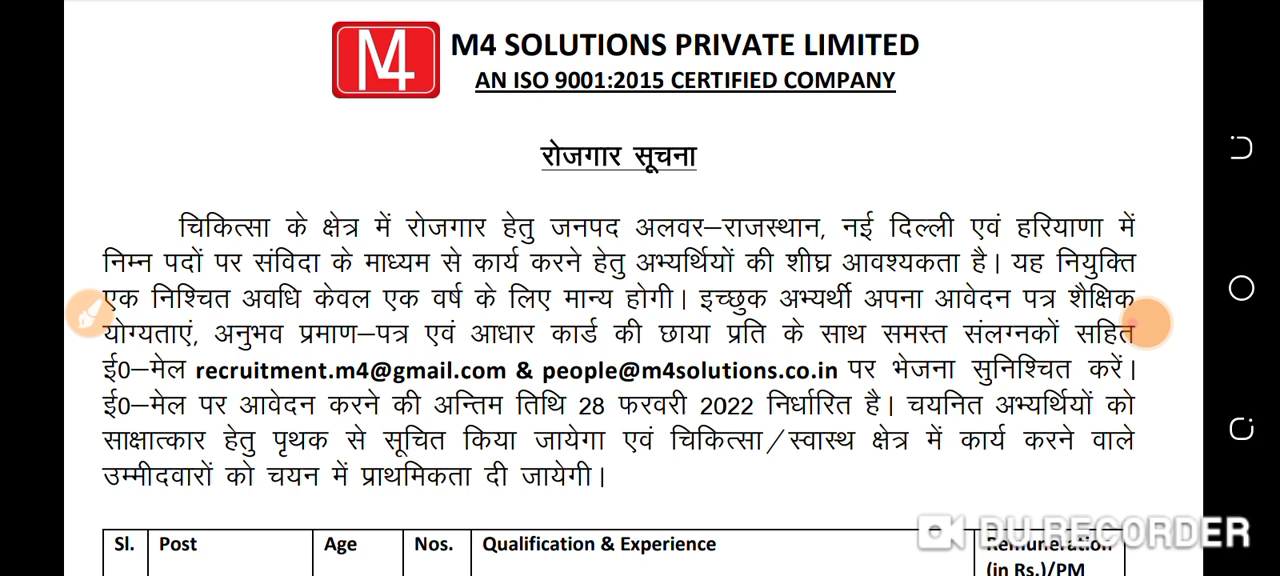 M4
M4 SOLUTIONS PRIVATE LIMITED
AN ISO 9001:2015 CERTIFIED COMPANY
रोजगार सूचना
चिकित्सा के क्षेत्र में रोजगार हेतु जनपद अलवर–राजस्थान, नई दिल्ली एवं हरियाणा में
निम्न पदों पर संविदा के माध्यम से कार्य करने हेतु अभ्यर्थियों की शीघ्र आवश्यकता है। यह नियुक्ति
एक निश्चित अवधि केवल एक वर्ष के लिए मान्य होगी। इच्छुक अभ्यर्थी अपना आवेदन पत्र शैक्षिक
योग्यताएं, अनुभव प्रमाण–पत्र एवं आधार कार्ड की छाया प्रति के साथ समस्त संलग्नकों सहित
ई0–मेल recruitment.m4@gmail.com & people@m4solutions.co.in पर भेजना सुनिश्चित करें।
ई0–मेल पर आवेदन करने की अन्तिम तिथि 28 फरवरी 2022 निर्धारित है। चयनित अभ्यर्थियों को
साक्षात्कार हेतु पृथक से सूचित किया जायेगा एवं चिकित्सा/स्वास्थ क्षेत्र में कार्य करने वाले
उम्मीदवारों को चयन में प्राथमिकता दी जायेगी।
Sl. Post Age Nos. Qualification & Experience Remuneration
(in Rs.)/PM
DU RECORDER